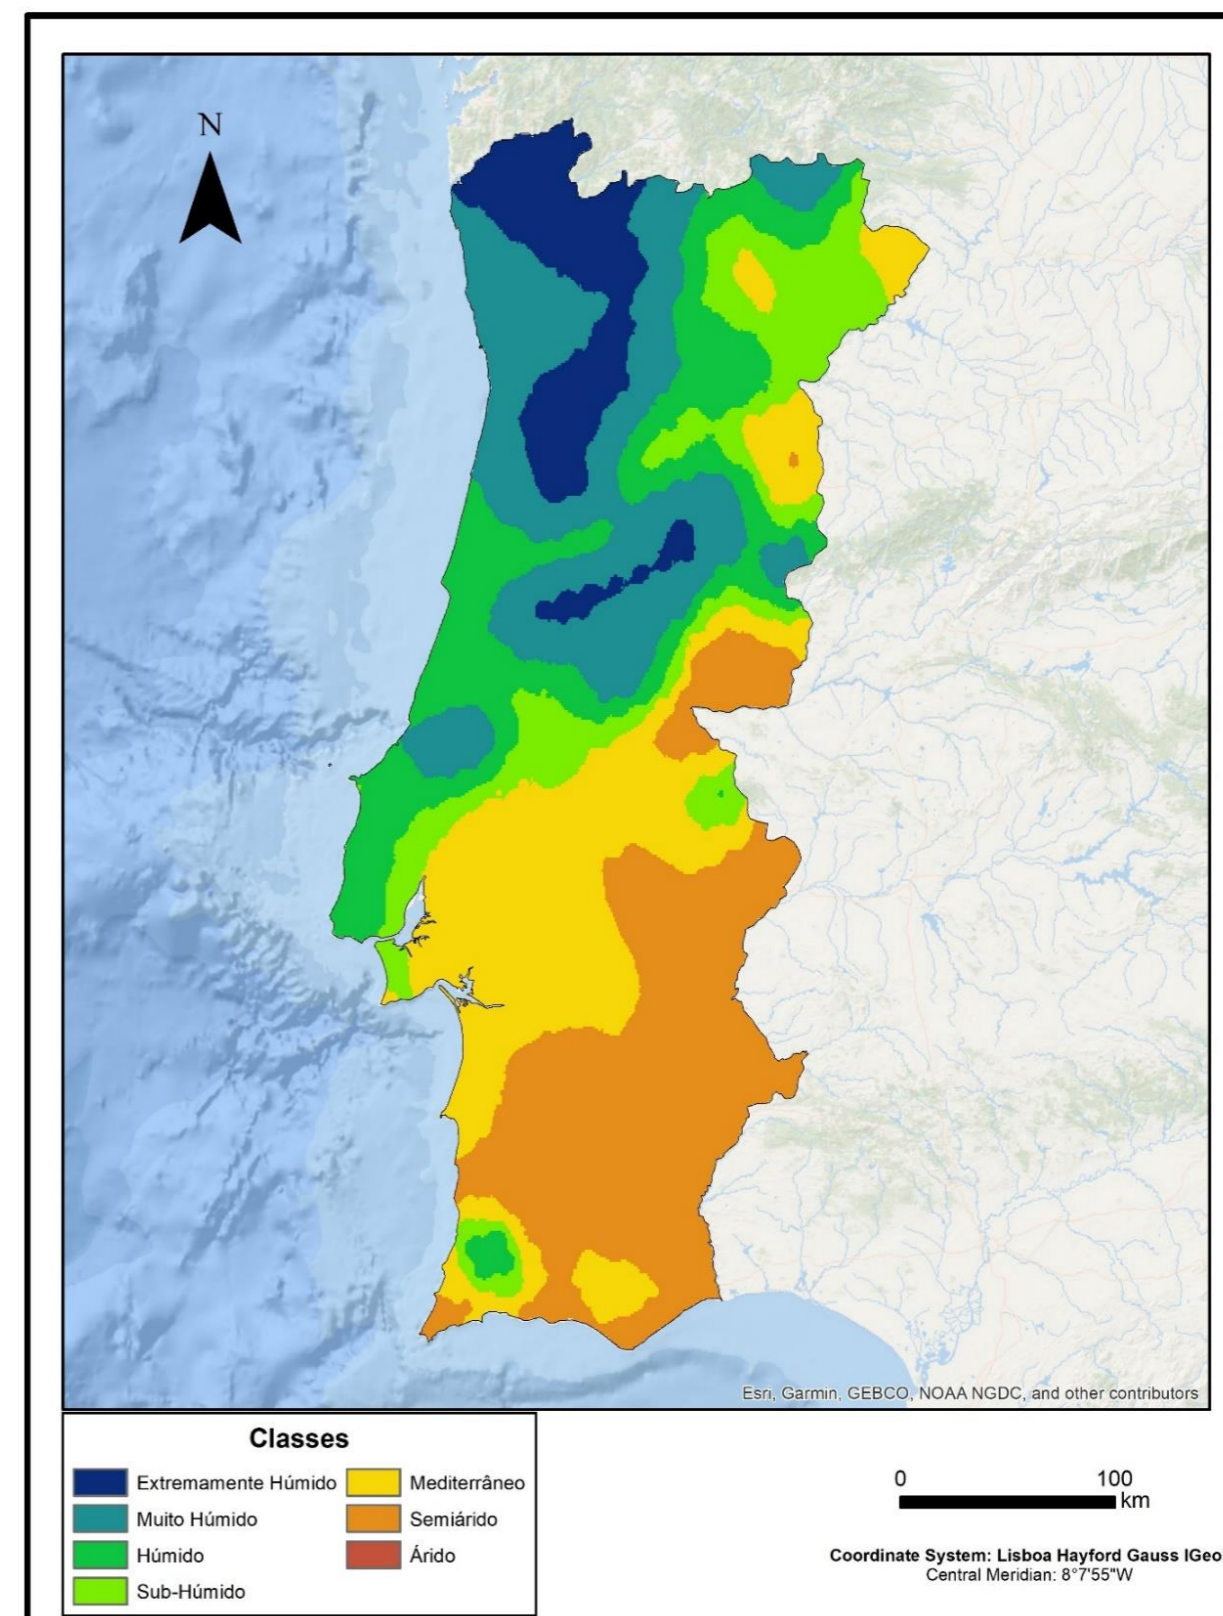 N
Esri, Garmin, GEBCO, NOAA NGDC, and other contributors
Classes
Extremamente Húmido
Muito Húmido
Húmido
Sub-Húmido
Mediterrâneo
Semiárido
Árido
0 100
km
Coordinate System: Lisboa Hayford Gauss IGeo
Central Meridian: 8°7'55"W